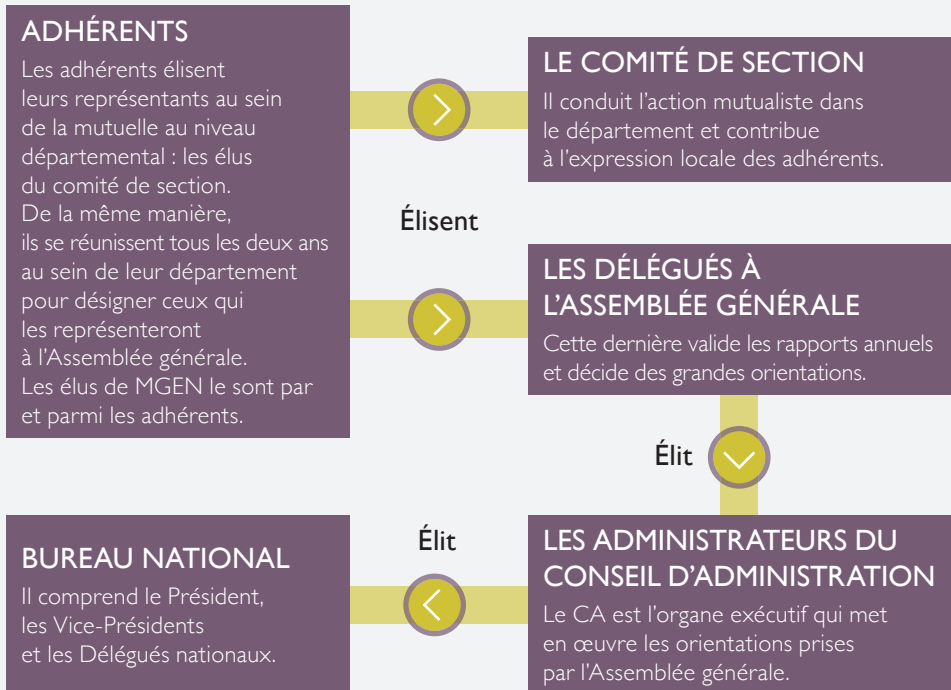 ADHÉRENTS
Les adhérents élisent
leurs représentants au sein
de la mutuelle au niveau
départemental : les élus
du comité de section.
De la même manière,
ils se réunissent tous les deux ans
au sein de leur département
pour désigner ceux qui
les représenteront
à l’Assemblée générale.
Les élus de MGEN le sont par
et parmi les adhérents.
Élisent
LE COMITÉ DE SECTION
Il conduit l’action mutualiste dans
le département et contribue
à l’expression locale des adhérents.
LES DÉLÉGUÉS À
L’ASSEMBLÉE GÉNÉRALE
Cette dernière valide les rapports annuels
et décide des grandes orientations.
Élit
LES ADMINISTRATEURS DU
CONSEIL D’ADMINISTRATION
Le CA est l’organe exécutif qui met
en œuvre les orientations prises
par l’Assemblée générale.
Élit
BUREAU NATIONAL
Il comprend le Président,
les Vice-Présidents
et les Délégués nationaux.